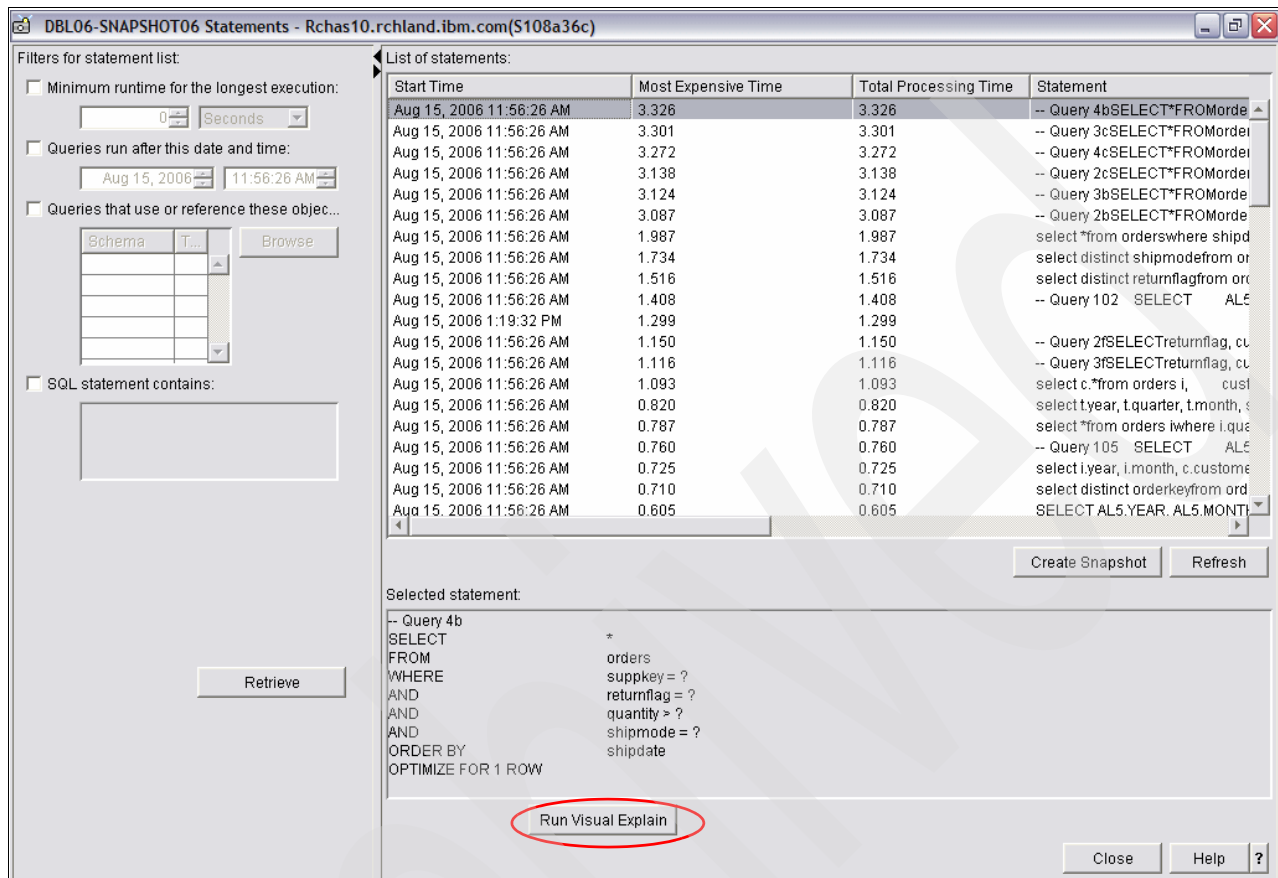 DBL06-SNAPSHOT06 Statements - Rchas10.rchland.ibm.com(S108a36c)
Filters for statement list:
Minimum runtime for the longest execution:
0 Seconds
Queries run after this date and time:
Aug 15, 2006 11:56:26 AM
Queries that use or reference these objec...
Schema T... Browse
SQL statement contains:
Retrieve
List of statements:
Start Time Most Expensive Time Total Processing Time Statement
Aug 15, 2006 11:56:26 AM 3.326 3.326 -- Query 4bSELECT*FROMorde
Aug 15, 2006 11:56:26 AM 3.301 3.301 -- Query 3cSELECT*FROMorder
Aug 15, 2006 11:56:26 AM 3.272 3.272 -- Query 4cSELECT*FROMorder
Aug 15, 2006 11:56:26 AM 3.138 3.138 -- Query 2cSELECT*FROMorder
Aug 15, 2006 11:56:26 AM 3.124 3.124 -- Query 3bSELECT*FROMorde
Aug 15, 2006 11:56:26 AM 3.087 3.087 -- Query 2bSELECT*FROMorde
Aug 15, 2006 11:56:26 AM 1.987 1.987 select *from orderswhere shipd
Aug 15, 2006 11:56:26 AM 1.734 1.734 select distinct shipmodefrom or
Aug 15, 2006 11:56:26 AM 1.516 1.516 select distinct returnflagfrom ord
Aug 15, 2006 11:56:26 AM 1.408 1.408 -- Query 102 SELECT AL5
Aug 15, 2006 1:19:32 PM 1.299 1.299
Aug 15, 2006 11:56:26 AM 1.150 1.150 -- Query 2fSELECTreturnflag, cu
Aug 15, 2006 11:56:26 AM 1.116 1.116 -- Query 3fSELECTreturnflag, cu
Aug 15, 2006 11:56:26 AM 1.093 1.093 select c.*from orders i, cust
Aug 15, 2006 11:56:26 AM 0.820 0.820 select t.year, t.quarter, t.month, s
Aug 15, 2006 11:56:26 AM 0.787 0.787 select *from orders iwhere i.qua
Aug 15, 2006 11:56:26 AM 0.760 0.760 -- Query 105 SELECT AL5
Aug 15, 2006 11:56:26 AM 0.725 0.725 select i.year, i.month, c.custome
Aug 15, 2006 11:56:26 AM 0.710 0.710 select distinct orderkeyfrom ord
Aug 15, 2006 11:56:26 AM 0.605 0.605 SELECT AL5.YEAR, AL5.MONTH
Create Snapshot Refresh
Selected statement:
-- Query 4b
SELECT *
FROM orders
WHERE suppkey = ?
AND returnflag = ?
AND quantity > ?
AND shipmode = ?
ORDER BY shipdate
OPTIMIZE FOR 1 ROW
Run Visual Explain
Close Help ?